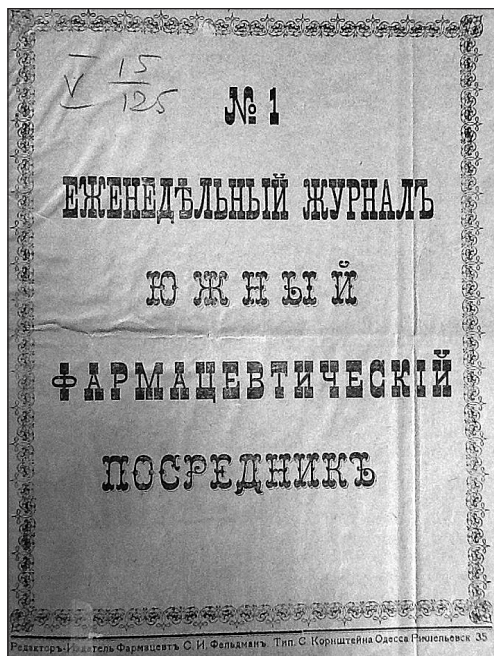 V 15
125
№ 1
ЕЖЕНЕДѢЛЬНЫЙ ЖУРНАЛЪ
ЮЖНЫЙ
ФАРМАЦЕВТИЧЕСКІЙ
ПОСРЕДНИКЪ
Редакторъ-Издатель Фармацевтъ С. И. Фельдманъ. Тип. С. Корнштейна Одесса Ришельевск 35